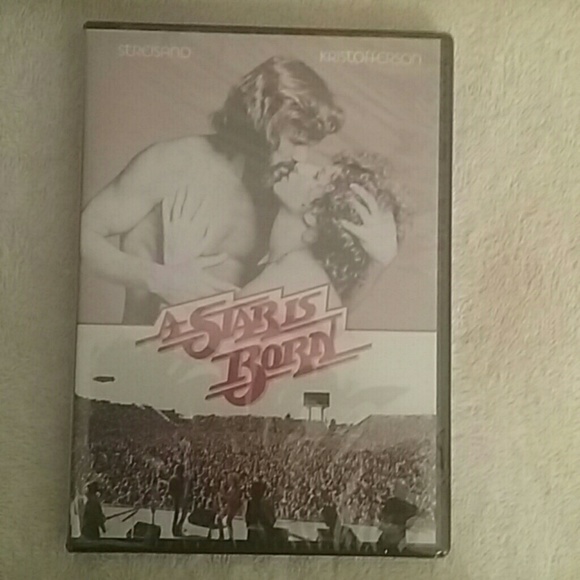 STREISAND KRISTOFFERSON
A STAR IS
BORN